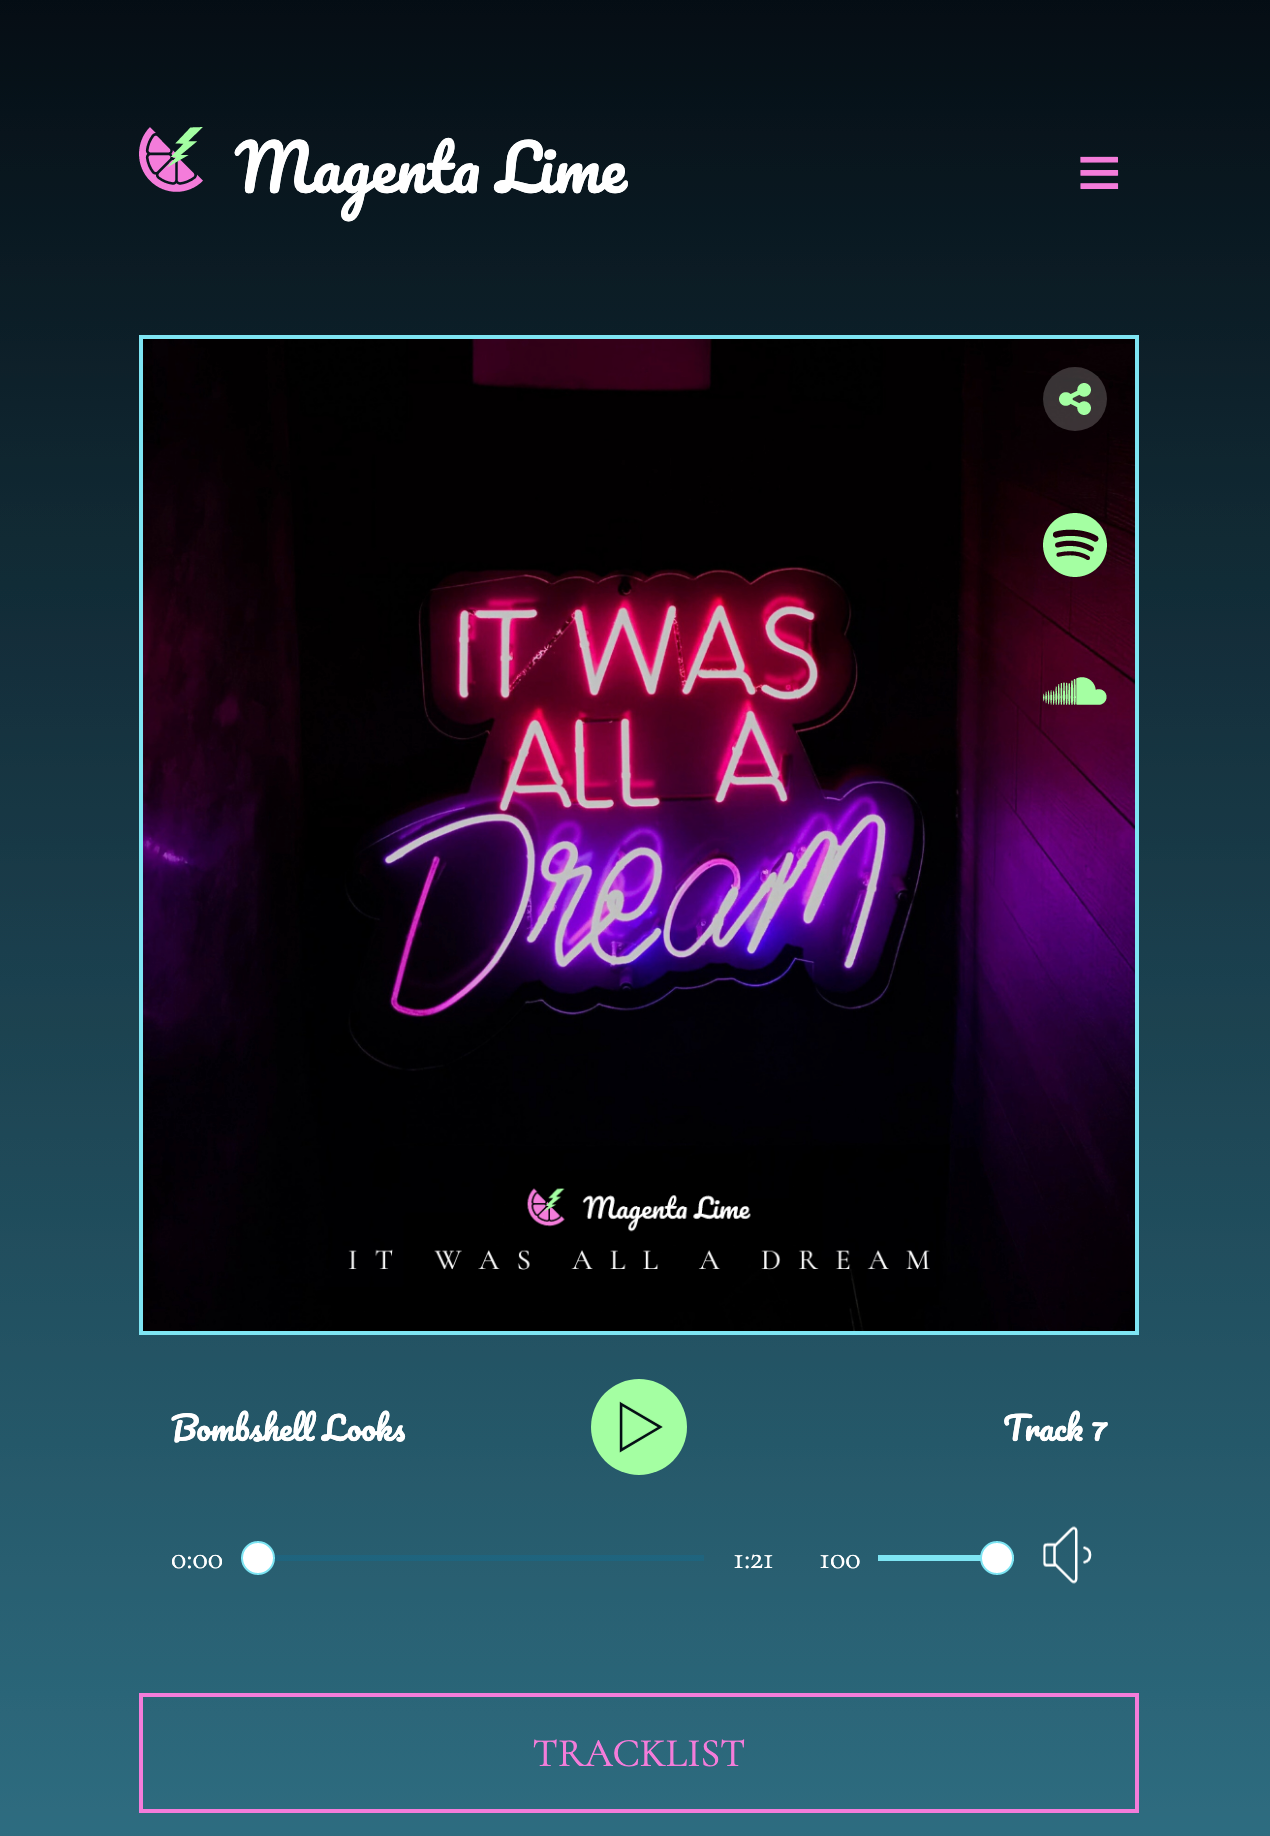 Magenta Lime
IT WAS
ALL A
Dream
Magenta Lime
IT WAS ALL A DREAM
Bombshell Looks
Track 7
0:00
1:21
100
TRACKLIST